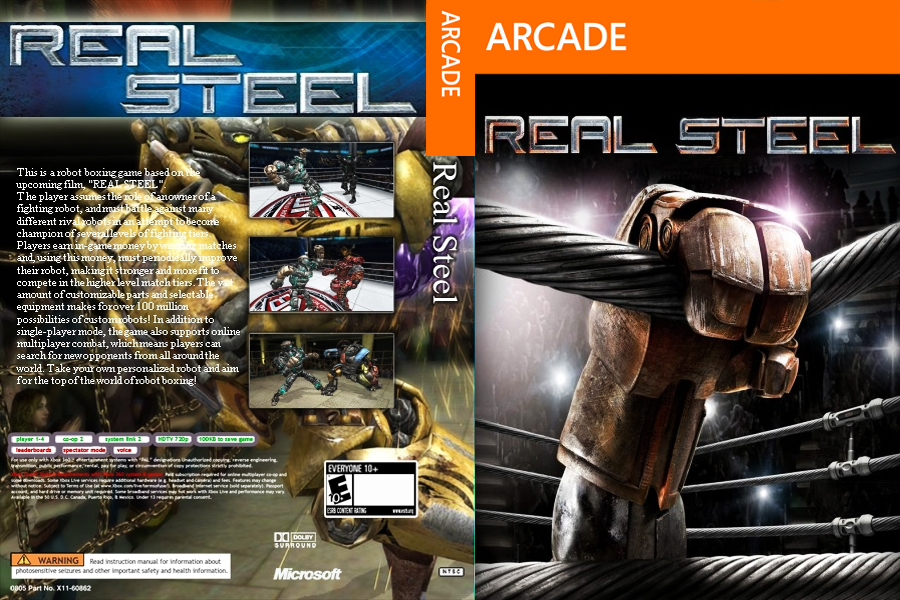 REAL
STEEL
This is a robot boxing game based on the
upcoming film, "REAL STEEL".
The player assumes the role of an owner of a
fighting robot, and must battle against many
different rival robots in an attempt to become
champion of several levels of fighting tiers.
Players earn in-game money by winning matches
and, using this money, must periodically improve
their robot, making it stronger and more fit to
compete in the higher level match tiers. The vast
amount of customizable parts and selectable
equipment makes for over 100 million
possibilities of custom robots! In addition to
single-player mode, the game also supports online
multiplayer combat, which means players can
search for new opponents from all around the
world. Take your own personalized robot and aim
for the top of the world of robot boxing!
player 1-4 co-op 2 system link 2 HDTV 720p 100KB to save game
leaderboards spectator mode voice
EVERYONE 10+
ESRB CONTENT RATING www.esrb.org
DOLBY
SURROUND
WARNING Read instruction manual for information about
photosensitive seizures and other important safety and health information.
Microsoft
NTSC
0805 Part No. X11-60862
ARCADE
Real Steel
ARCADE
REAL STEEL